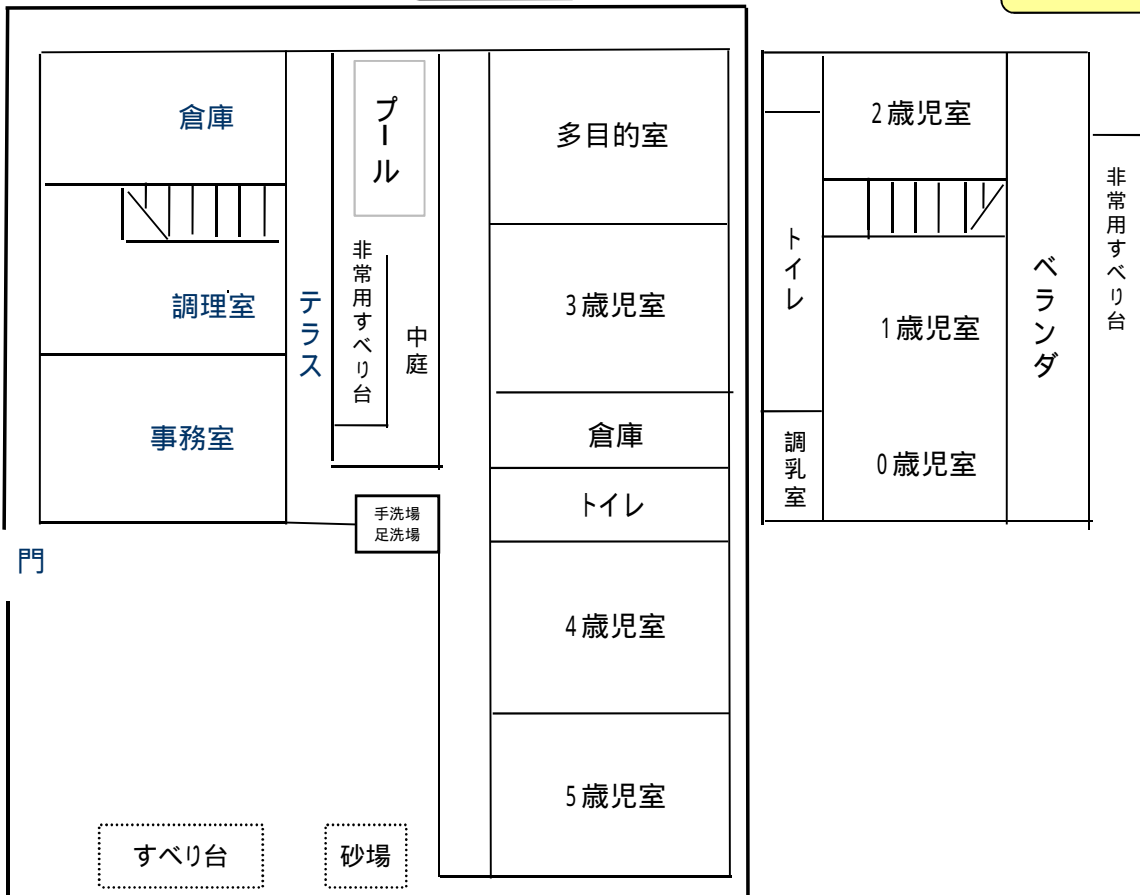 倉庫
プール
多目的室
2歳児室
非常用すべり台
トイレ
調理室
テラス
非常用すべり台
中庭
3歳児室
1歳児室
ベランダ
事務室
倉庫
調乳室
0歳児室
手洗場
足洗場
トイレ
門
4歳児室
5歳児室
すべり台
砂場